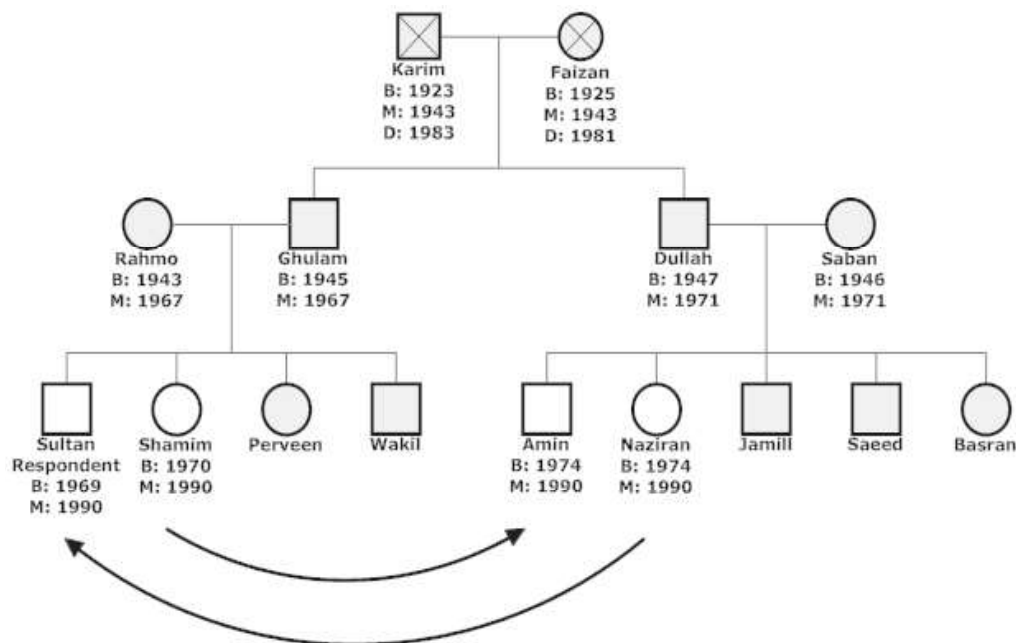 Karim
B: 1923
M: 1943
D: 1983
Faizan
B: 1925
M: 1943
D: 1981
Rahmo
B: 1943
M: 1967
Ghulam
B: 1945
M: 1967
Dullah
B: 1947
M: 1971
Saban
B: 1946
M: 1971
Sultan
Respondent
B: 1969
M: 1990
Shamim
B: 1970
M: 1990
Perveen
Wakil
Amin
B: 1974
M: 1990
Naziran
B: 1974
M: 1990
Jamill
Saeed
Basran